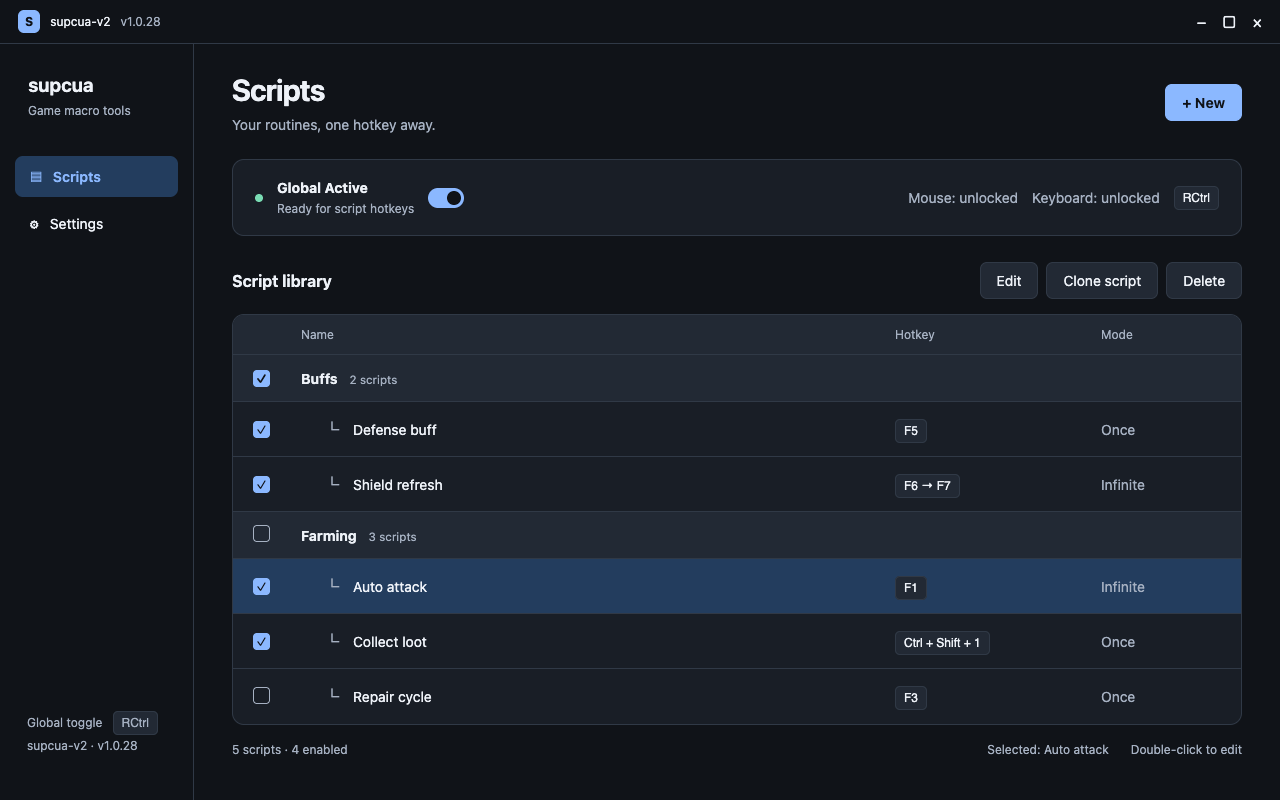 S supcua-v2 v1.0.28
supcua
Game macro tools
Scripts
Settings
Global toggle RCtrl
supcua-v2 · v1.0.28
Scripts
Your routines, one hotkey away.
+ New
Global Active
Ready for script hotkeys
Mouse: unlocked Keyboard: unlocked RCtrl
Script library
Edit Clone script Delete
Name Hotkey Mode
Buffs 2 scripts
Defense buff F5 Once
Shield refresh F6 → F7 Infinite
Farming 3 scripts
Auto attack F1 Infinite
Collect loot Ctrl + Shift + 1 Once
Repair cycle F3 Once
5 scripts · 4 enabled
Selected: Auto attack Double-click to edit